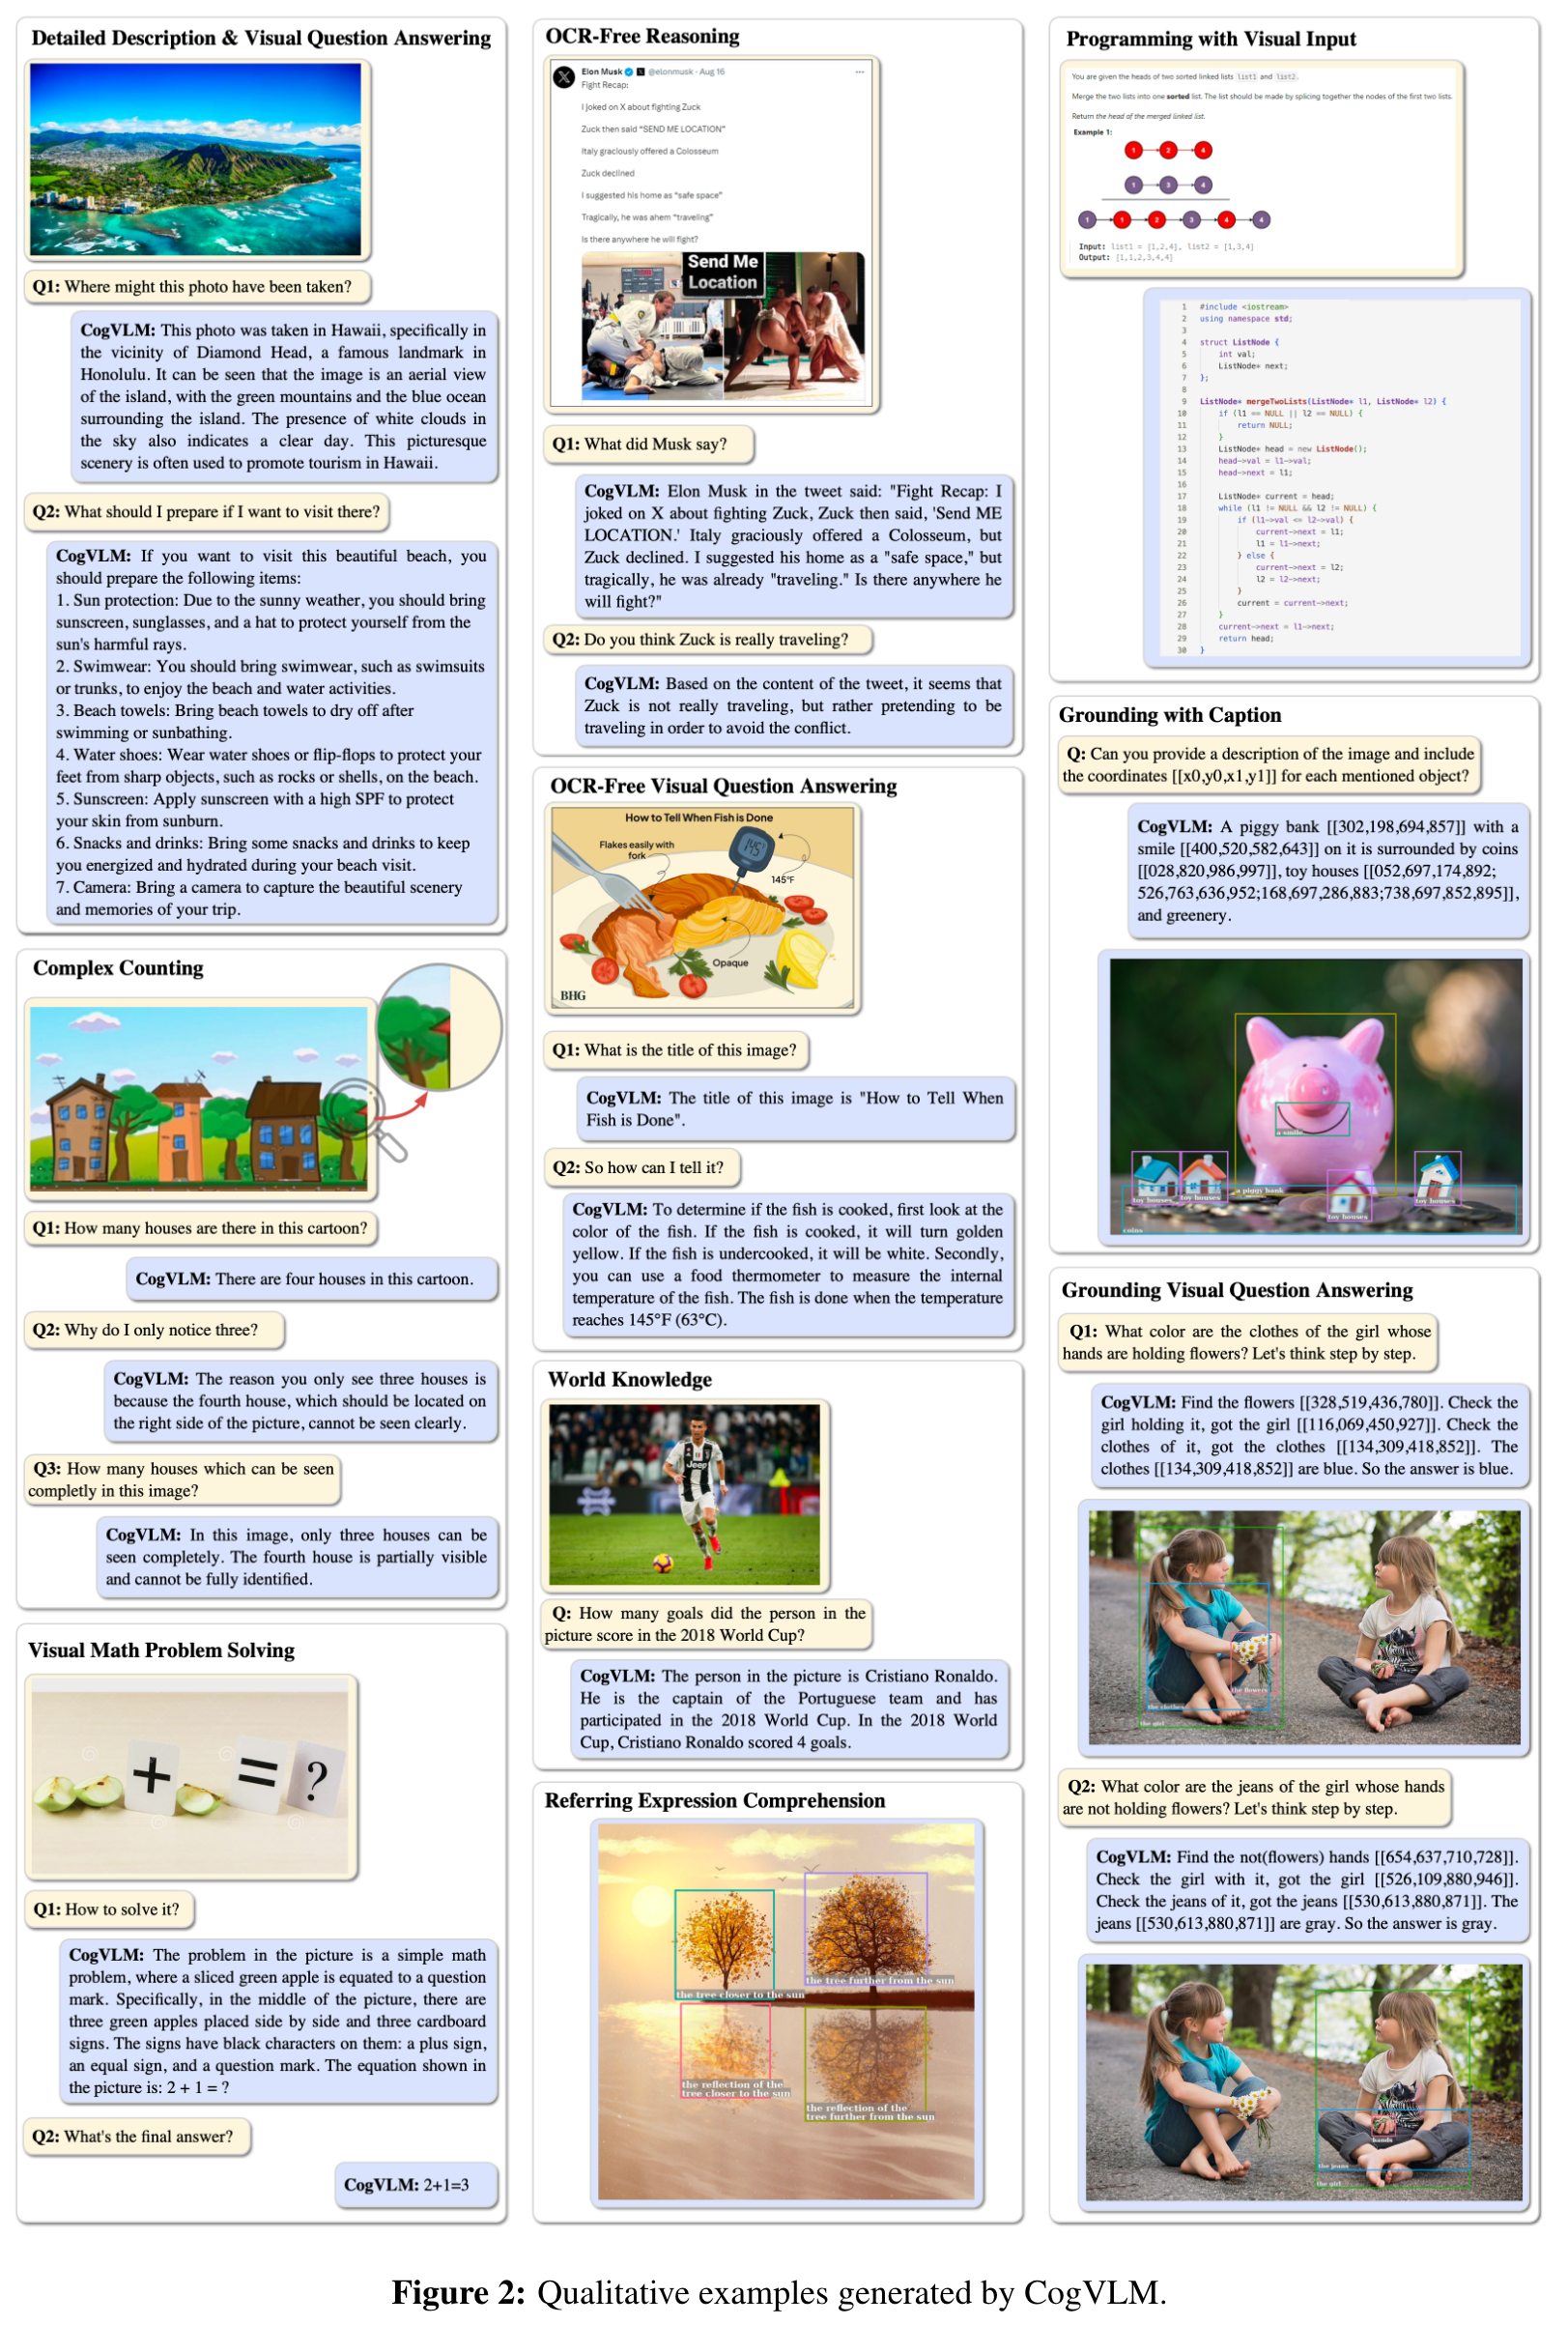 Detailed Description & Visual Question Answering
Q1: Where might this photo have been taken?
CogVLM: This photo was taken in Hawaii, specifically in
the vicinity of Diamond Head, a famous landmark in
Honolulu. It can be seen that the image is an aerial view
of the island, with the green mountains and the blue ocean
surrounding the island. The presence of white clouds in
the sky also indicates a clear day. This picturesque
scenery is often used to promote tourism in Hawaii.
Q2: What should I prepare if I want to visit there?
CogVLM: If you want to visit this beautiful beach, you
should prepare the following items:
1. Sun protection: Due to the sunny weather, you should bring
sunscreen, sunglasses, and a hat to protect yourself from the
sun's harmful rays.
2. Swimwear: You should bring swimwear, such as swimsuits
or trunks, to enjoy the beach and water activities.
3. Beach towels: Bring beach towels to dry off after
swimming or sunbathing.
4. Water shoes: Wear water shoes or flip-flops to protect your
feet from sharp objects, such as rocks or shells, on the beach.
5. Sunscreen: Apply sunscreen with a high SPF to protect
your skin from sunburn.
6. Snacks and drinks: Bring some snacks and drinks to keep
you energized and hydrated during your beach visit.
7. Camera: Bring a camera to capture the beautiful scenery
and memories of your trip.
Complex Counting
Q1: How many houses are there in this cartoon?
CogVLM: There are four houses in this cartoon.
Q2: Why do I only notice three?
CogVLM: The reason you only see three houses is
because the fourth house, which should be located on
the right side of the picture, cannot be seen clearly.
Q3: How many houses which can be seen
completly in this image?
CogVLM: In this image, only three houses can be
seen completely. The fourth house is partially visible
and cannot be fully identified.
Visual Math Problem Solving
+ = ?
Q1: How to solve it?
CogVLM: The problem in the picture is a simple math
problem, where a sliced green apple is equated to a question
mark. Specifically, in the middle of the picture, there are
three green apples placed side by side and three cardboard
signs. The signs have black characters on them: a plus sign,
an equal sign, and a question mark. The equation shown in
the picture is: 2 + 1 = ?
Q2: What's the final answer?
CogVLM: 2+1=3
OCR-Free Reasoning
Elon Musk @elonmusk · Aug 16
Fight Recap:
I joked on X about fighting Zuck
Zuck then said “SEND ME LOCATION”
Italy graciously offered a Colosseum
Zuck declined
I suggested his home as “safe space”
Tragically, he was ahem “traveling”
Is there anywhere he will fight?
Send Me
Location
Q1: What did Musk say?
CogVLM: Elon Musk in the tweet said: "Fight Recap: I
joked on X about fighting Zuck, Zuck then said, 'Send ME
LOCATION.' Italy graciously offered a Colosseum, but
Zuck declined. I suggested his home as a "safe space," but
tragically, he was already "traveling." Is there anywhere he
will fight?"
Q2: Do you think Zuck is really traveling?
CogVLM: Based on the content of the tweet, it seems that
Zuck is not really traveling, but rather pretending to be
traveling in order to avoid the conflict.
OCR-Free Visual Question Answering
How to Tell When Fish is Done
Flakes easily with
fork
145°
145°F
Opaque
BHG
Q1: What is the title of this image?
CogVLM: The title of this image is "How to Tell When
Fish is Done".
Q2: So how can I tell it?
CogVLM: To determine if the fish is cooked, first look at the
color of the fish. If the fish is cooked, it will turn golden
yellow. If the fish is undercooked, it will be white. Secondly,
you can use a food thermometer to measure the internal
temperature of the fish. The fish is done when the temperature
reaches 145°F (63°C).
World Knowledge
Jeep
Q: How many goals did the person in the
picture score in the 2018 World Cup?
CogVLM: The person in the picture is Cristiano Ronaldo.
He is the captain of the Portuguese team and has
participated in the 2018 World Cup. In the 2018 World
Cup, Cristiano Ronaldo scored 4 goals.
Referring Expression Comprehension
the tree further from the sun
the tree closer to the sun
the reflection of the
tree closer to the sun
the reflection of the
tree further from the sun
Programming with Visual Input
You are given the heads of two sorted linked lists list1 and list2.
Merge the two lists into one sorted list. The list should be made by splicing together the nodes of the first two lists.
Return the head of the merged linked list.
Example 1:
1 2 4
1 3 4
1 1 2 3 4 4
Input: list1 = [1,2,4], list2 = [1,3,4]
Output: [1,1,2,3,4,4]
1 #include <iostream>
2 using namespace std;
3
4 struct ListNode {
5 int val;
6 ListNode* next;
7 };
8
9 ListNode* mergeTwoLists(ListNode* l1, ListNode* l2) {
10 if (l1 == NULL || l2 == NULL) {
11 return NULL;
12 }
13 ListNode* head = new ListNode();
14 head->val = l1->val;
15 head->next = l1;
16
17 ListNode* current = head;
18 while (l1 != NULL && l2 != NULL) {
19 if (l1->val <= l2->val) {
20 current->next = l1;
21 l1 = l1->next;
22 } else {
23 current->next = l2;
24 l2 = l2->next;
25 }
26 current = current->next;
27 }
28 current->next = l1->next;
29 return head;
30 }
Grounding with Caption
Q: Can you provide a description of the image and include
the coordinates [[x0,y0,x1,y1]] for each mentioned object?
CogVLM: A piggy bank [[302,198,694,857]] with a
smile [[400,520,582,643]] on it is surrounded by coins
[[028,820,986,997]], toy houses [[052,697,174,892;
526,763,636,952;168,697,286,883;738,697,852,895]],
and greenery.
a smile
a piggy bank
toy houses
toy houses
toy houses
toy houses
coins
Grounding Visual Question Answering
Q1: What color are the clothes of the girl whose
hands are holding flowers? Let's think step by step.
CogVLM: Find the flowers [[328,519,436,780]]. Check the
girl holding it, got the girl [[116,069,450,927]]. Check the
clothes of it, got the clothes [[134,309,418,852]]. The
clothes [[134,309,418,852]] are blue. So the answer is blue.
the flowers
the clothes
the girl
Q2: What color are the jeans of the girl whose hands
are not holding flowers? Let's think step by step.
CogVLM: Find the not(flowers) hands [[654,637,710,728]].
Check the girl with it, got the girl [[526,109,880,946]].
Check the jeans of it, got the jeans [[530,613,880,871]]. The
jeans [[530,613,880,871]] are gray. So the answer is gray.
hands
the jeans
the girl
Figure 2: Qualitative examples generated by CogVLM.